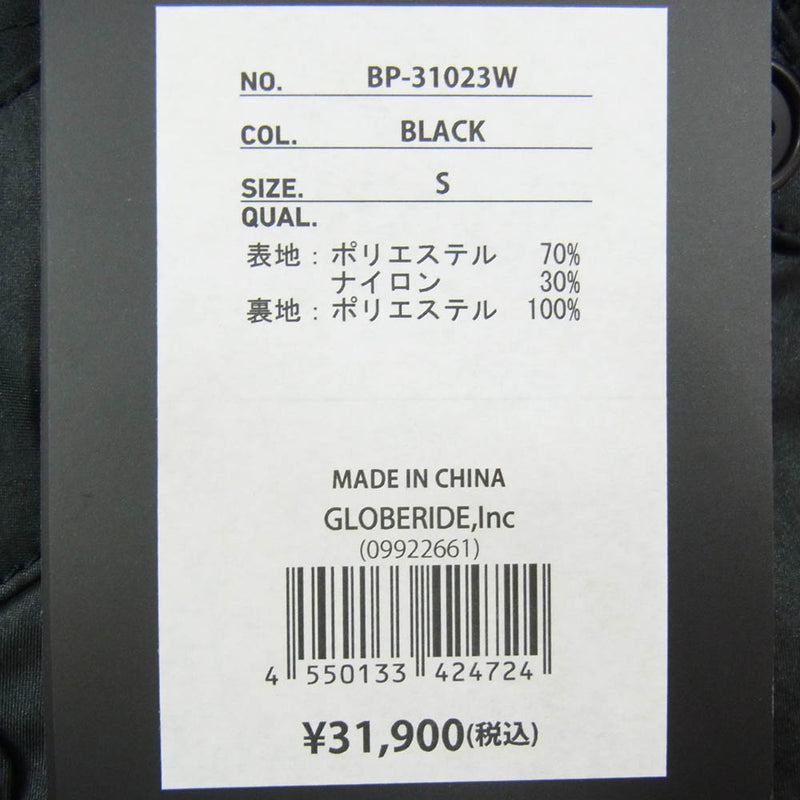 NO. BP-31023W
COL. BLACK
SIZE. S
QUAL.
表地：ポリエステル 70%
ナイロン 30%
裏地：ポリエステル 100%
MADE IN CHINA
GLOBERIDE,Inc
(09922661)
4 550133 424724
¥31,900(税込)